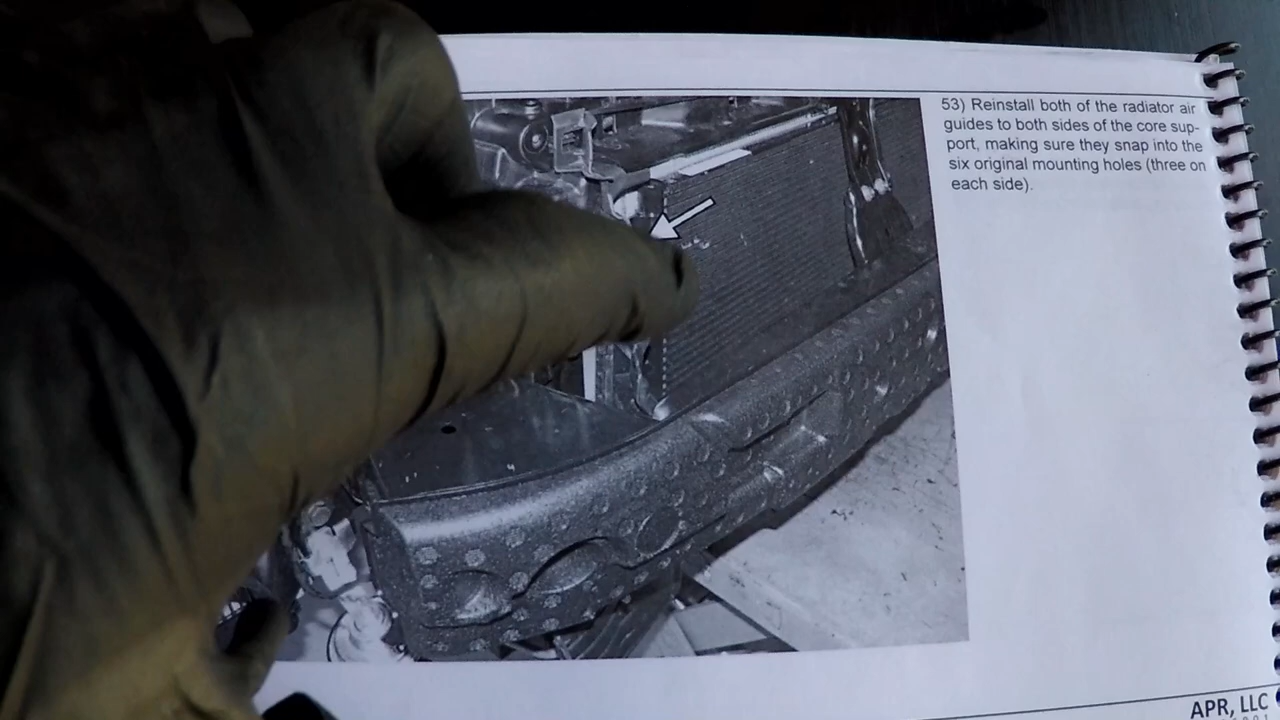 53) Reinstall both of the radiator air
guides to both sides of the core sup-
port, making sure they snap into the
six original mounting holes (three on
each side).
APR, LLC